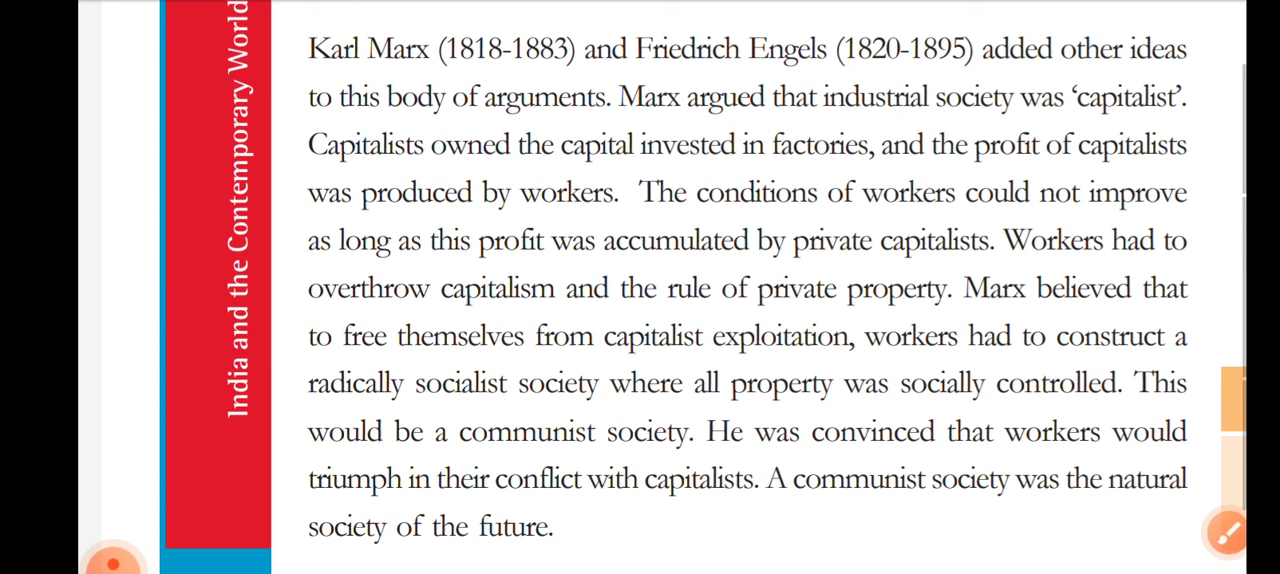 India and the Contemporary World
Karl Marx (1818-1883) and Friedrich Engels (1820-1895) added other ideas
to this body of arguments. Marx argued that industrial society was ‘capitalist’.
Capitalists owned the capital invested in factories, and the profit of capitalists
was produced by workers.  The conditions of workers could not improve
as long as this profit was accumulated by private capitalists. Workers had to
overthrow capitalism and the rule of private property. Marx believed that
to free themselves from capitalist exploitation, workers had to construct a
radically socialist society where all property was socially controlled. This
would be a communist society. He was convinced that workers would
triumph in their conflict with capitalists. A communist society was the natural
society of the future.